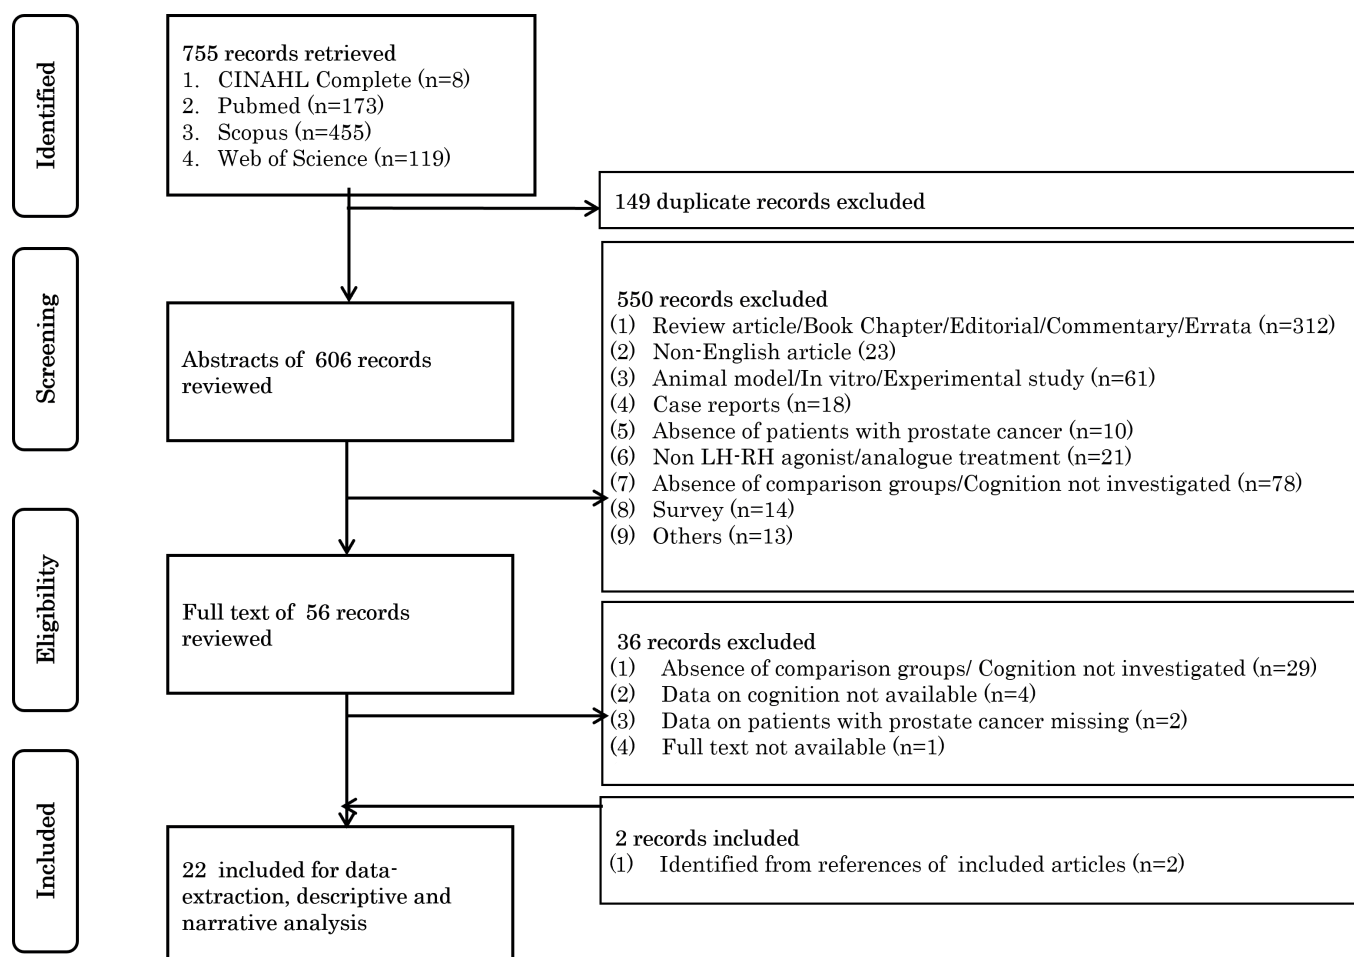 Identified
755 records retrieved
1. CINAHL Complete (n=8)
2. Pubmed (n=173)
3. Scopus (n=455)
4. Web of Science (n=119)
149 duplicate records excluded
Screening
Abstracts of 606 records
reviewed
550 records excluded
(1) Review article/Book Chapter/Editorial/Commentary/Errata (n=312)
(2) Non-English article (23)
(3) Animal model/In vitro/Experimental study (n=61)
(4) Case reports (n=18)
(5) Absence of patients with prostate cancer (n=10)
(6) Non LH-RH agonist/analogue treatment (n=21)
(7) Absence of comparison groups/Cognition not investigated (n=78)
(8) Survey (n=14)
(9) Others (n=13)
Eligibility
Full text of 56 records
reviewed
36 records excluded
(1) Absence of comparison groups/ Cognition not investigated (n=29)
(2) Data on cognition not available (n=4)
(3) Data on patients with prostate cancer missing (n=2)
(4) Full text not available (n=1)
Included
2 records included
(1) Identified from references of included articles (n=2)
22 included for data-
extraction, descriptive and
narrative analysis